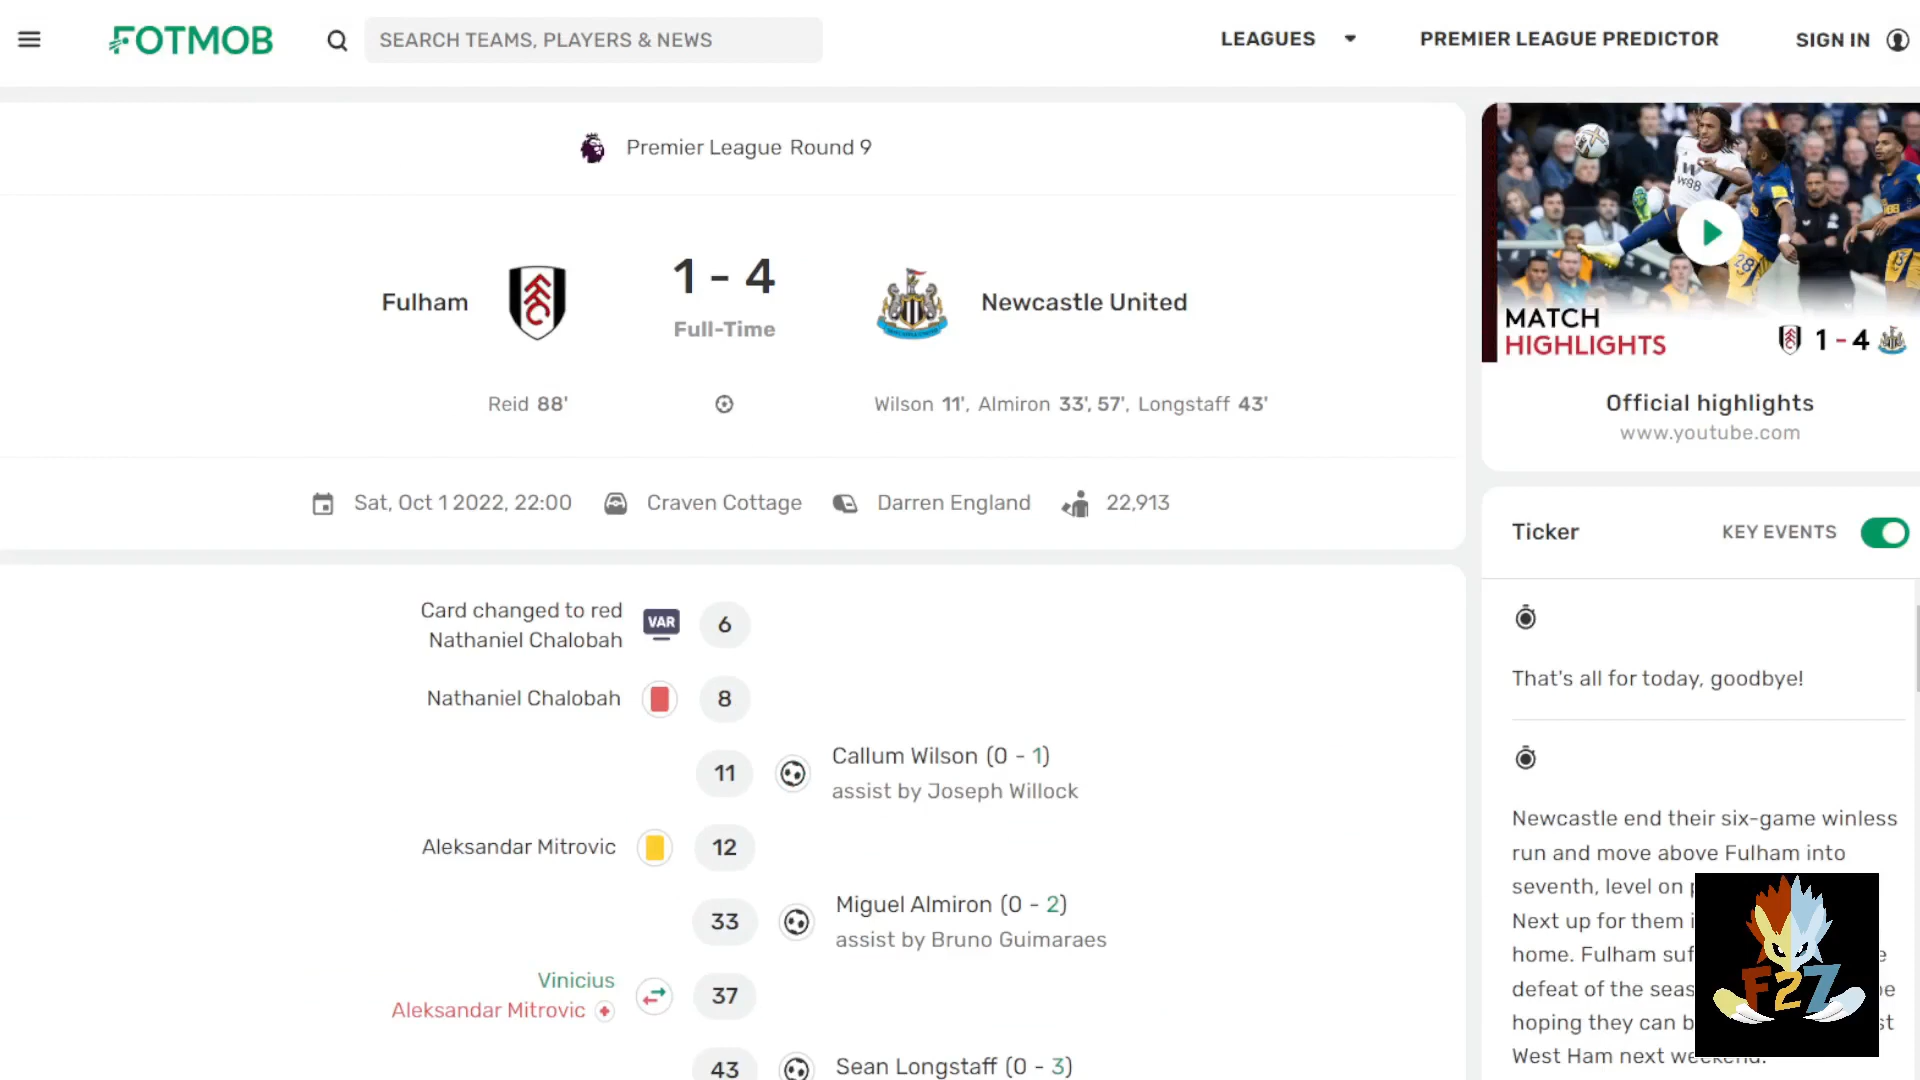 FOTMOB
SEARCH TEAMS, PLAYERS & NEWS
LEAGUES
PREMIER LEAGUE PREDICTOR
SIGN IN
Premier League Round 9
Fulham
1 - 4
Full-Time
Newcastle United
Reid 88'
Wilson 11', Almiron 33', 57', Longstaff 43'
Sat, Oct 1 2022, 22:00
Craven Cottage
Darren England
22,913
Card changed to red
Nathaniel Chalobah
VAR
6
Nathaniel Chalobah
8
11
Callum Wilson (0 - 1)
assist by Joseph Willock
Aleksandar Mitrovic
12
33
Miguel Almiron (0 - 2)
assist by Bruno Guimaraes
Vinicius
Aleksandar Mitrovic
37
43
Sean Longstaff (0 - 3)
W88
28
MATCH
HIGHLIGHTS
1 - 4
Official highlights
www.youtube.com
Ticker
KEY EVENTS
That's all for today, goodbye!
Newcastle end their six-game winless
run and move above Fulham into
seventh, level on
Next up for them
home. Fulham
defeat of the
hoping they can
West Ham next weekend.
F2Z